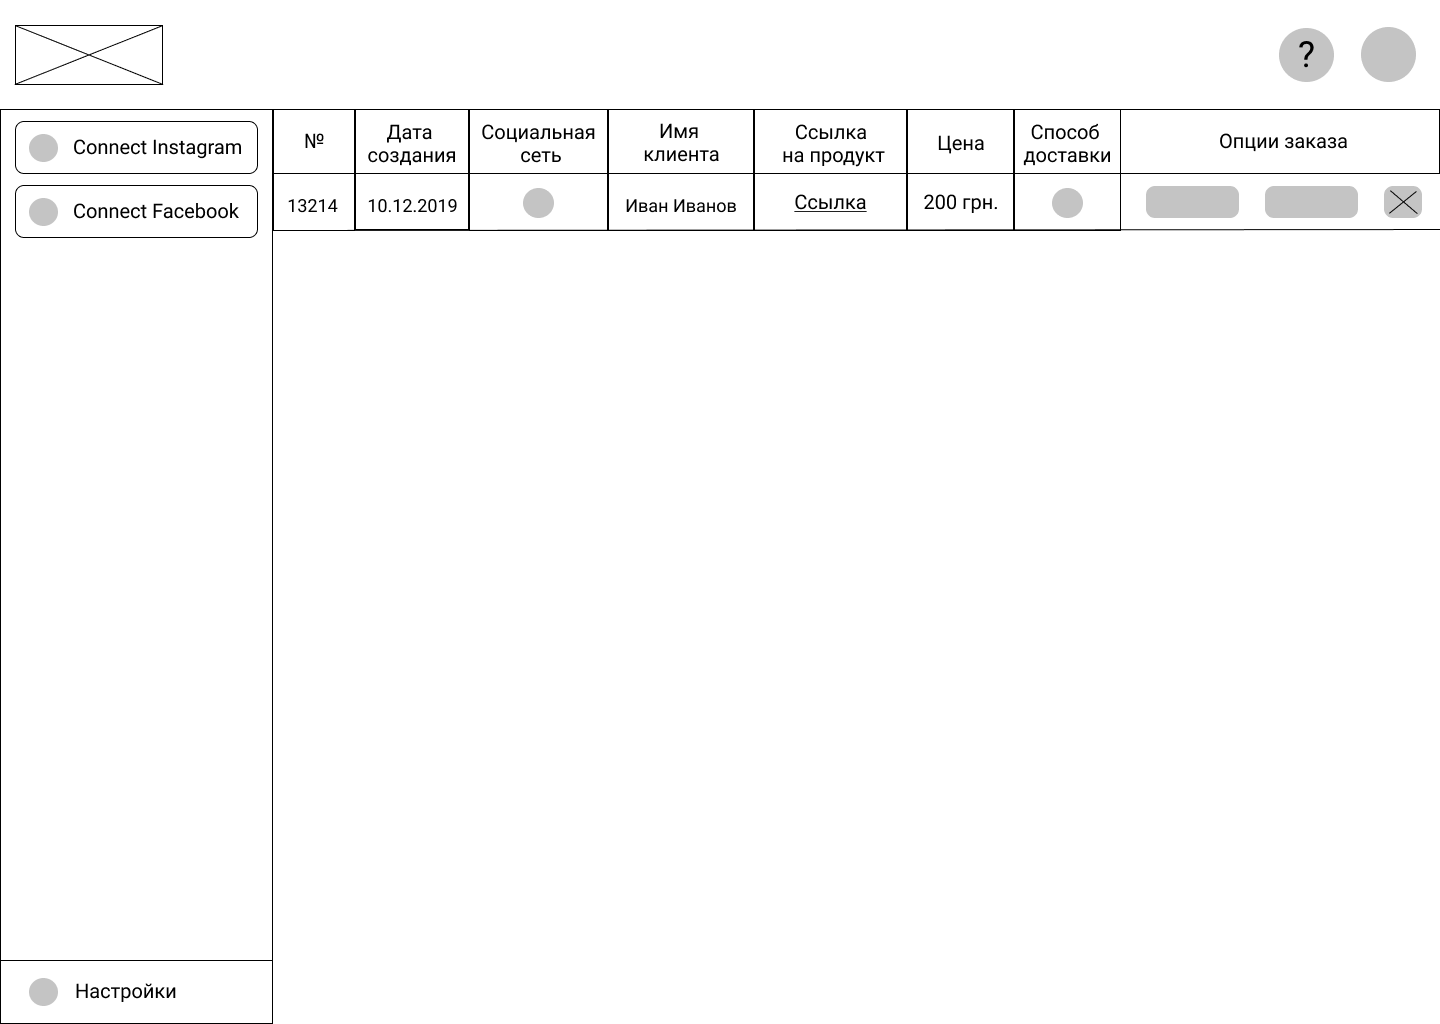 ?
Connect Instagram
Connect Facebook
№
Дата
создания
Социальная
сеть
Имя
клиента
Ссылка
на продукт
Цена
Способ
доставки
Опции заказа
13214
10.12.2019
Иван Иванов
Ссылка
200 грн.
Настройки